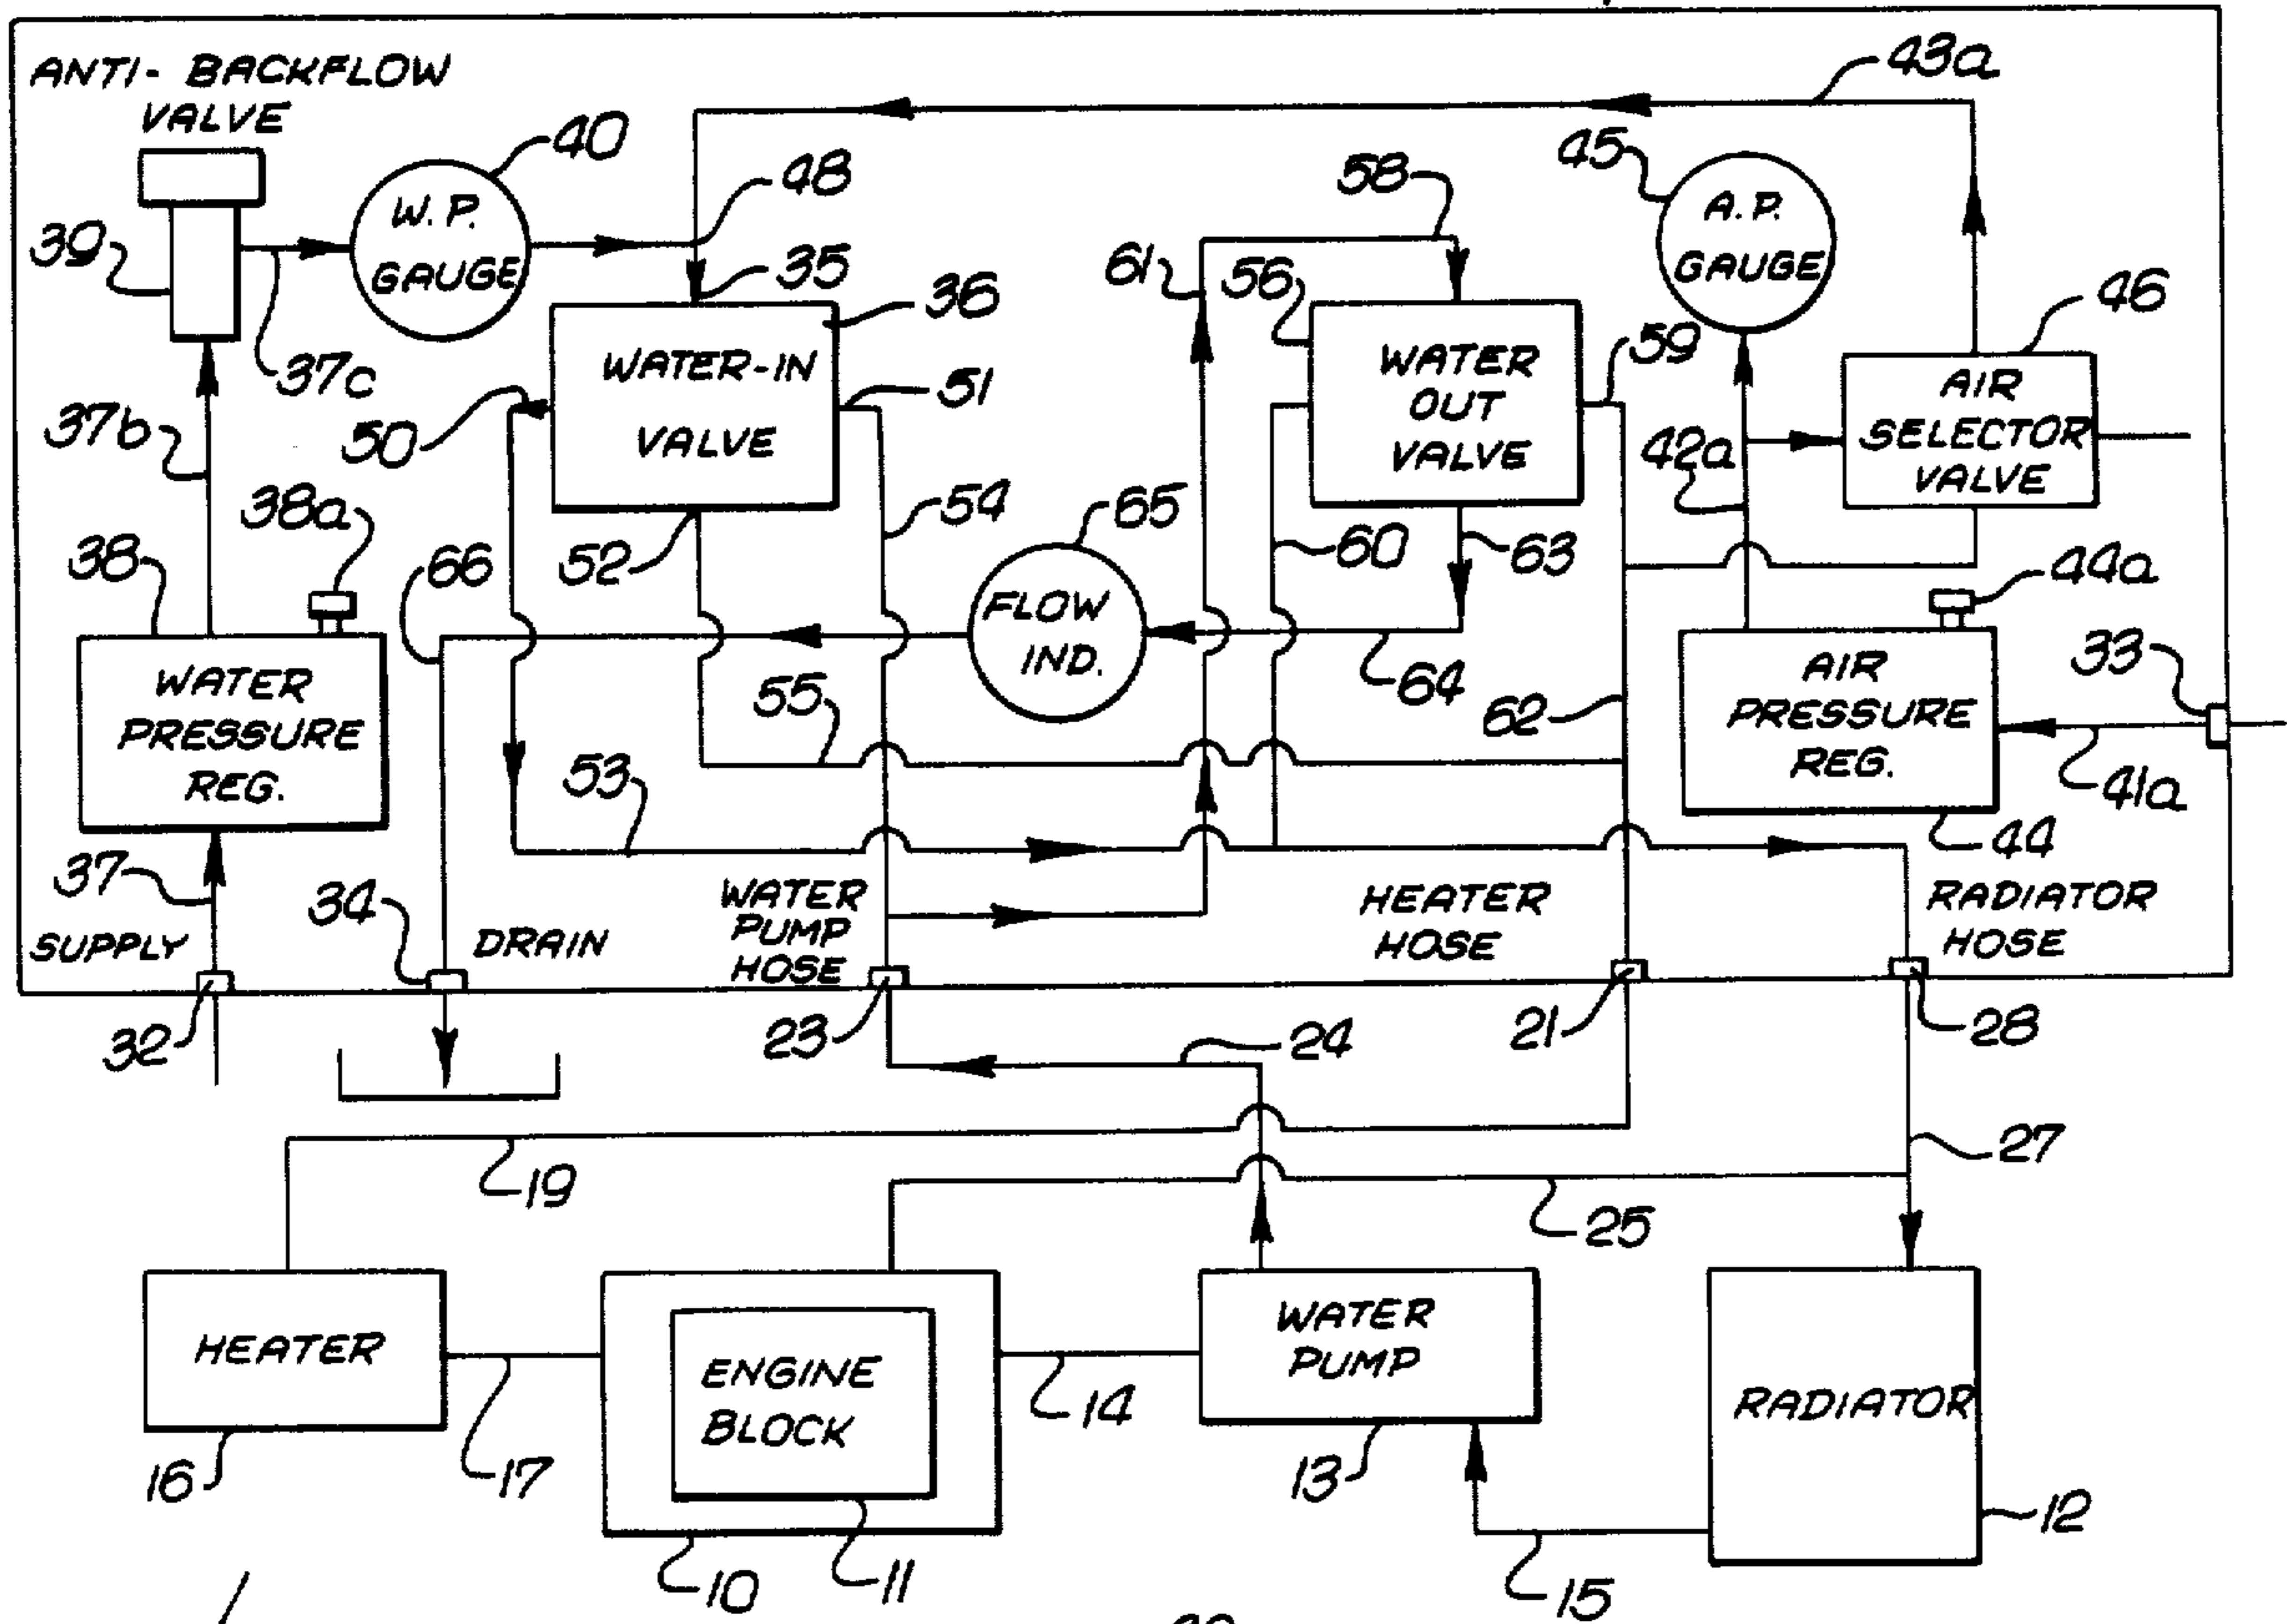 43a
ANTI- BACKFLOW
VALVE
40
45
48
58
W.P.
GAUGE
A.P.
GAUGE
39
35
61
56
36
46
37c
WATER-IN
VALVE
51
50
WATER
OUT
VALVE
59
AIR
SELECTOR
VALVE
37b
42a
38a
54
65
38
66
52
60
63
44a
FLOW
IND.
WATER
PRESSURE
REG.
55
64
62
AIR
PRESSURE
REG.
33
41a
53
44
37
34
WATER
PUMP
HOSE
HEATER
HOSE
RADIATOR
HOSE
SUPPLY
DRAIN
32
23
24
21
28
19
27
25
HEATER
ENGINE
BLOCK
14
WATER
PUMP
RADIATOR
16
17
13
12
10
11
15